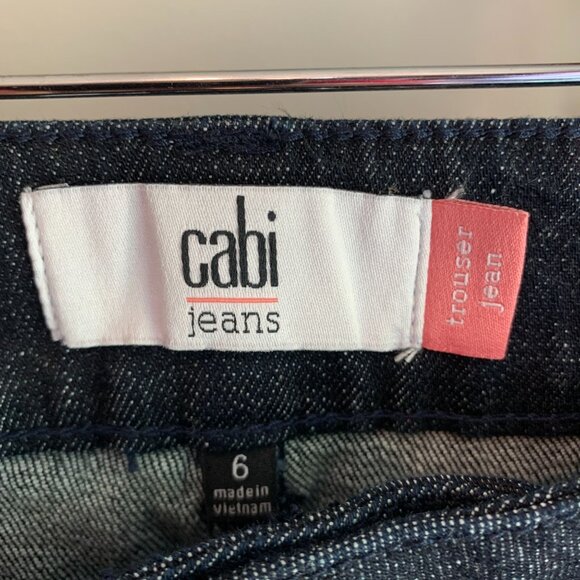 cabi
jeans
trouser
jean
6
made in
vietnam